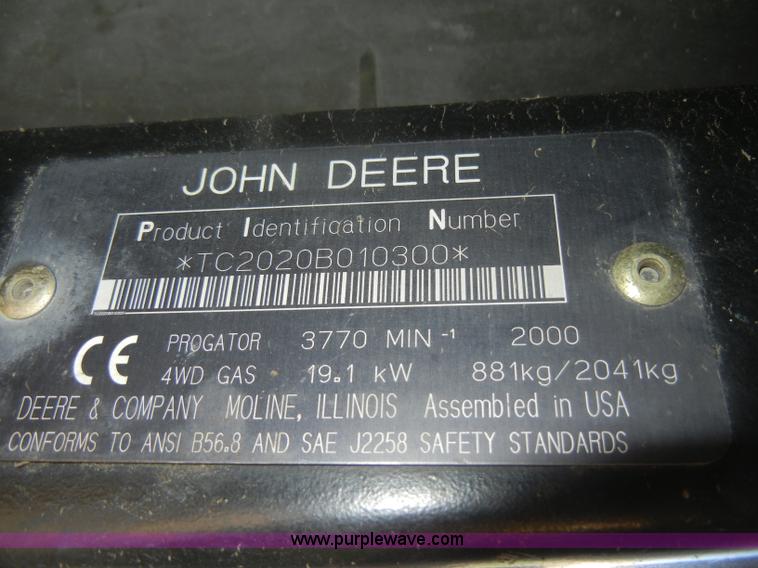 JOHN DEERE
Product Identification Number
*TC2020B010300*
PROGATOR 3770 MIN -1 2000
CE 4WD GAS 19.1 kW 881kg/2041kg
DEERE & COMPANY MOLINE, ILLINOIS Assembled in USA
CONFORMS TO ANSI B56.8 AND SAE J2258 SAFETY STANDARDS
www.purplewave.com